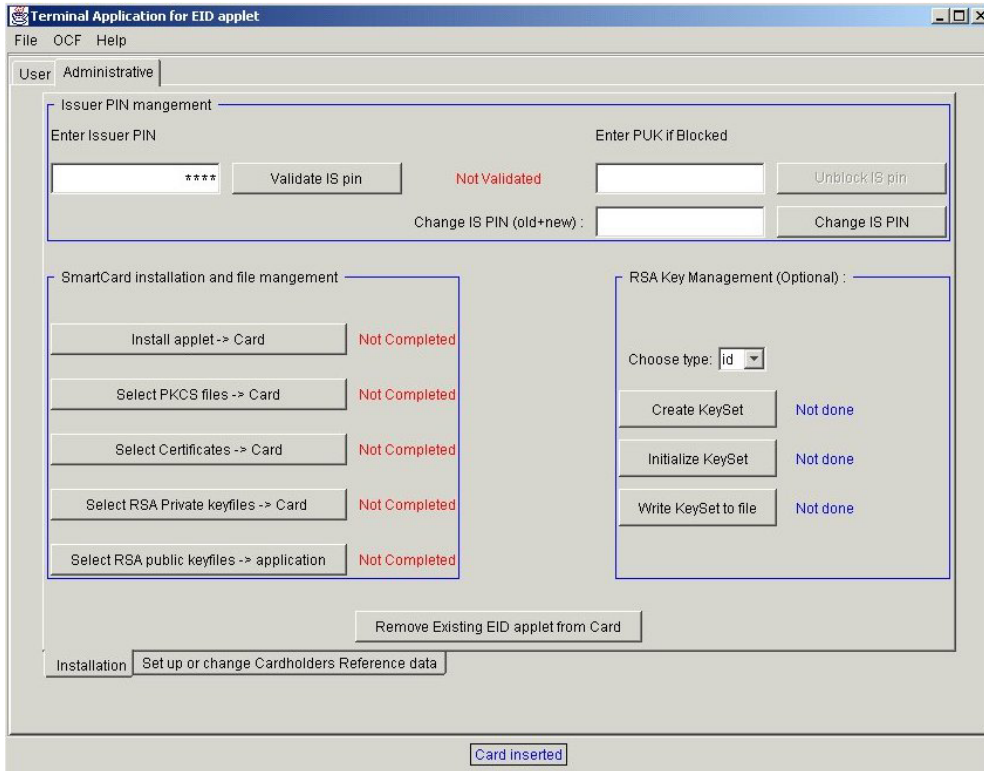 Terminal Application for EID applet
File OCF Help
User Administrative
Issuer PIN mangement
Enter Issuer PIN Enter PUK if Blocked
**** Validate IS pin Not Validated Unblock IS pin
Change IS PIN (old+new) : Change IS PIN
SmartCard installation and file mangement RSA Key Management (Optional) :
Install applet -> Card Not Completed
Choose type: id
Select PKCS files -> Card Not Completed
Create KeySet Not done
Select Certificates -> Card Not Completed
Initialize KeySet Not done
Select RSA Private keyfiles -> Card Not Completed
Write KeySet to file Not done
Select RSA public keyfiles -> application Not Completed
Remove Existing EID applet from Card
Installation Set up or change Cardholders Reference data
Card inserted